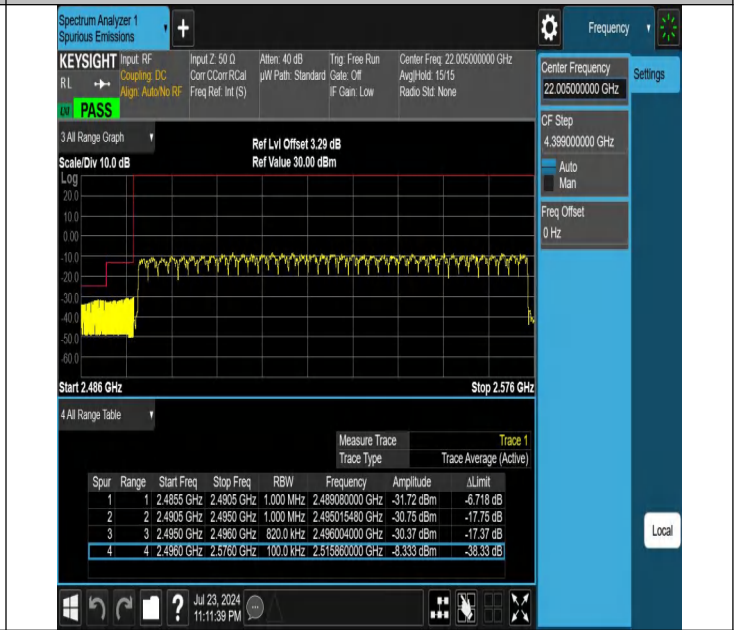 Spectrum Analyzer 1
Spurious Emissions
Frequency
KEYSIGHT Input: RF Input Z: 50 Ω Atten: 40 dB Trig: Free Run Center Freq: 22.005000000 GHz
RL Coupling: DC Corr CCorr RCal µW Path: Standard Gate: Off Avg|Hold: 15/15
Align: Auto/No RF Freq Ref: Int (S) IF Gain: Low Radio Std: None
PASS
Center Frequency
22.005000000 GHz
Settings
CF Step
4.399000000 GHz
Auto
Man
Freq Offset
0 Hz
3 All Range Graph
Ref Lvl Offset 3.29 dB
Scale/Div 10.0 dB Ref Value 30.00 dBm
Log
20.0
10.0
0.00
-10.0
-20.0
-30.0
-40.0
-50.0
-60.0
Start 2.486 GHz Stop 2.576 GHz
4 All Range Table
Measure Trace Trace 1
Trace Type Trace Average (Active)
Spur Range Start Freq Stop Freq RBW Frequency Amplitude ΔLimit
1 1 2.4855 GHz 2.4905 GHz 1.000 MHz 2.489080000 GHz -31.72 dBm -6.718 dB
2 2 2.4905 GHz 2.4950 GHz 1.000 MHz 2.495015480 GHz -30.75 dBm -17.75 dB
3 3 2.4950 GHz 2.4960 GHz 820.0 kHz 2.496004000 GHz -30.37 dBm -17.37 dB
4 4 2.4960 GHz 2.5760 GHz 100.0 kHz 2.515860000 GHz -8.333 dBm -38.33 dB
Local
Jul 23, 2024
11:11:39 PM